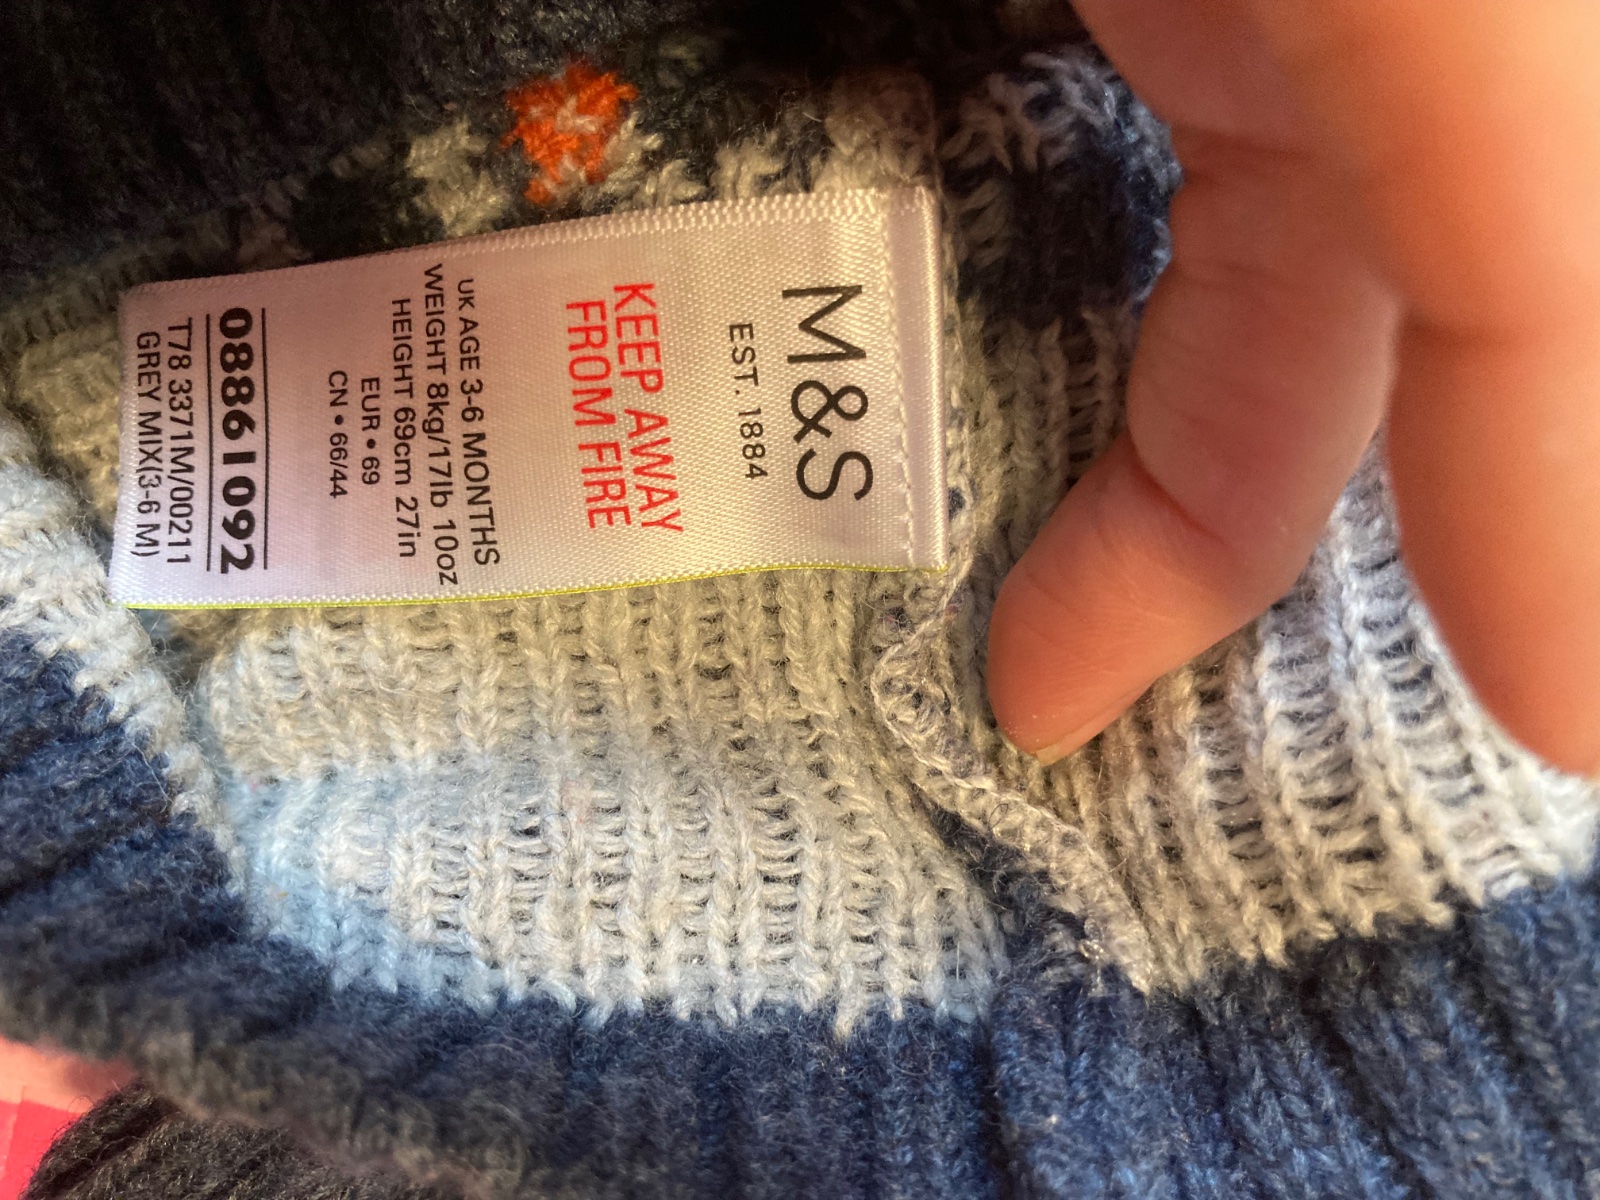 M&S
EST. 1884
KEEP AWAY
FROM FIRE
UK AGE 3-6 MONTHS
WEIGHT 8kg/17lb 10oz
HEIGHT 69cm 27in
EUR • 69
CN • 66/44
08861092
T78 3371M/00211
GREY MIX(3-6 M)